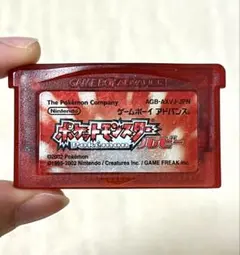 GAME BOY ADVANCE
The Pokémon Company
AGB-AXVJ-JPN
Nintendo
ゲームボーイ アドバンス
ポケットモンスター
ルビー
©2002 Pokémon
©1995-2002 Nintendo / Creatures inc. / GAME FREAK inc.